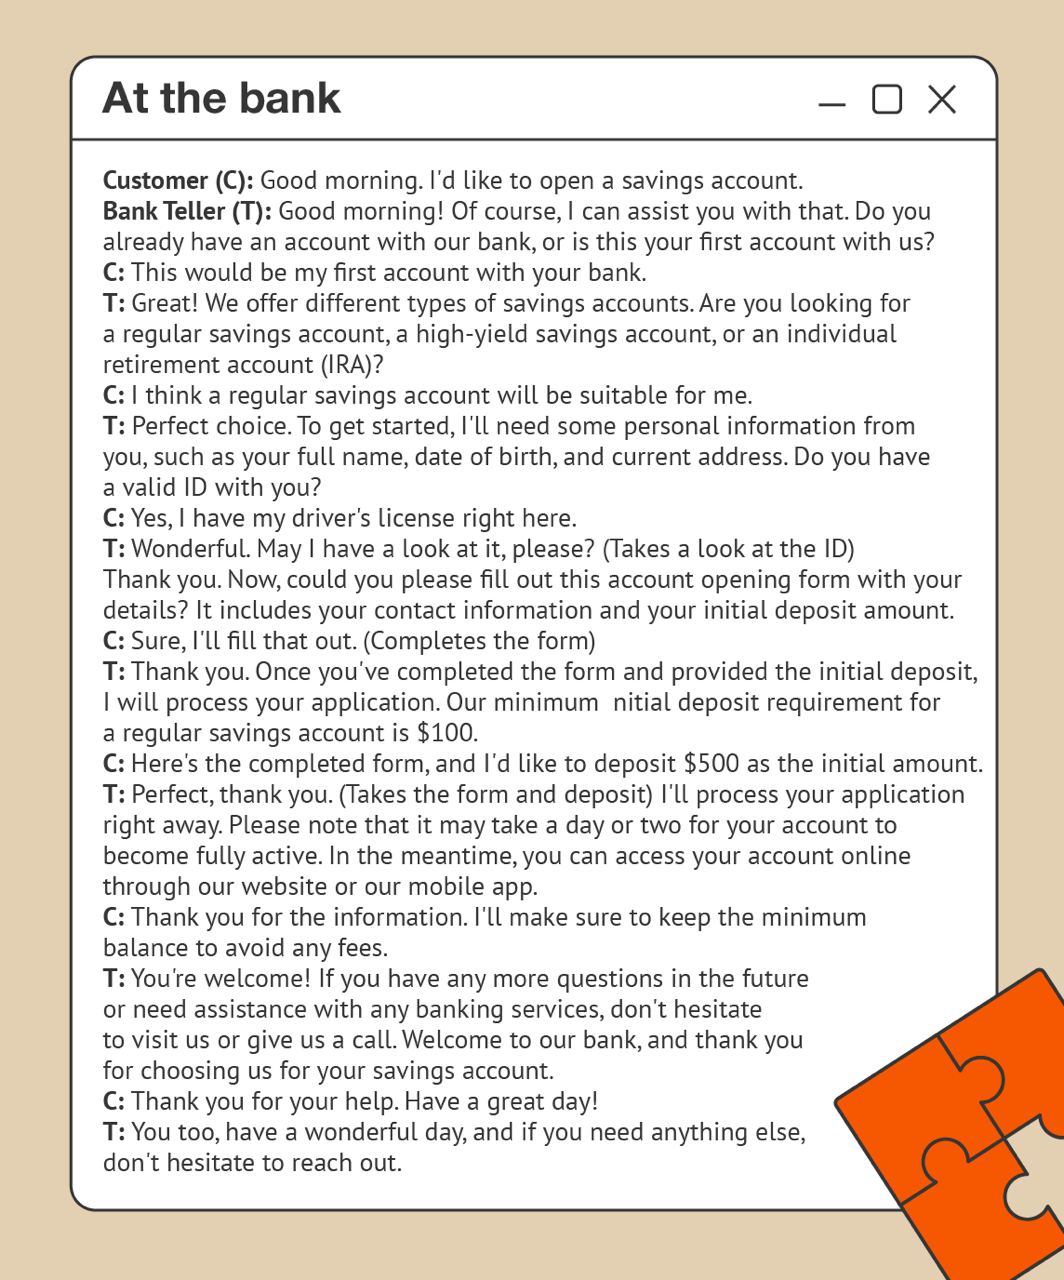 At the bank
Customer (C): Good morning. I'd like to open a savings account.
Bank Teller (T): Good morning! Of course, I can assist you with that. Do you
already have an account with our bank, or is this your first account with us?
C: This would be my first account with your bank.
T: Great! We offer different types of savings accounts. Are you looking for
a regular savings account, a high-yield savings account, or an individual
retirement account (IRA)?
C: I think a regular savings account will be suitable for me.
T: Perfect choice. To get started, I'll need some personal information from
you, such as your full name, date of birth, and current address. Do you have
a valid ID with you?
C: Yes, I have my driver's license right here.
T: Wonderful. May I have a look at it, please? (Takes a look at the ID)
Thank you. Now, could you please fill out this account opening form with your
details? It includes your contact information and your initial deposit amount.
C: Sure, I'll fill that out. (Completes the form)
T: Thank you. Once you've completed the form and provided the initial deposit,
I will process your application. Our minimum  nitial deposit requirement for
a regular savings account is $100.
C: Here's the completed form, and I'd like to deposit $500 as the initial amount.
T: Perfect, thank you. (Takes the form and deposit) I'll process your application
right away. Please note that it may take a day or two for your account to
become fully active. In the meantime, you can access your account online
through our website or our mobile app.
C: Thank you for the information. I'll make sure to keep the minimum
balance to avoid any fees.
T: You're welcome! If you have any more questions in the future
or need assistance with any banking services, don't hesitate
to visit us or give us a call. Welcome to our bank, and thank you
for choosing us for your savings account.
C: Thank you for your help. Have a great day!
T: You too, have a wonderful day, and if you need anything else,
don't hesitate to reach out.